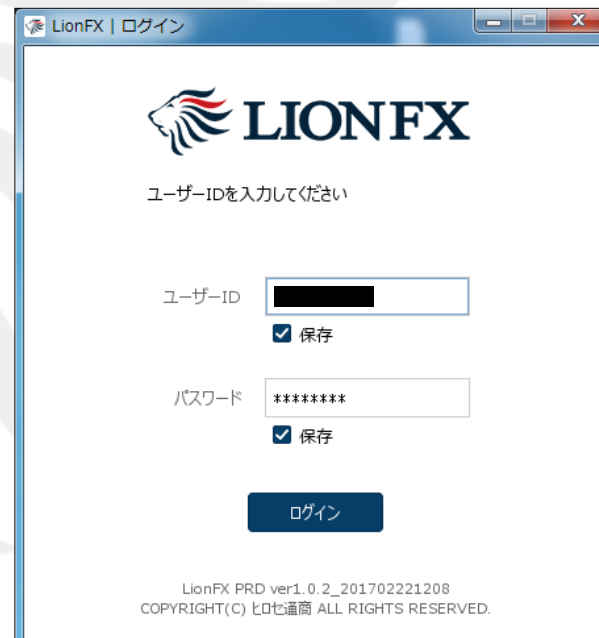 LionFX | ログイン
LION FX
ユーザーIDを入力してください
ユーザーID
保存
パスワード ********
保存
ログイン
LionFX PRD ver1.0.2_201702221208
COPYRIGHT(C) ヒロセ通商 ALL RIGHTS RESERVED.